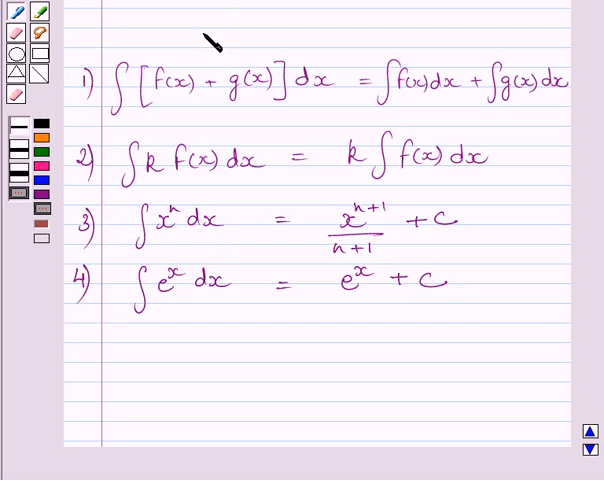 1) ∫ [f(x) + g(x)] dx = ∫f(x)dx + ∫g(x)dx
2) ∫ k f(x) dx = k ∫ f(x) dx
3) ∫ xⁿ dx = xⁿ⁺¹/n+1 + c
4) ∫ eˣ dx = eˣ + c